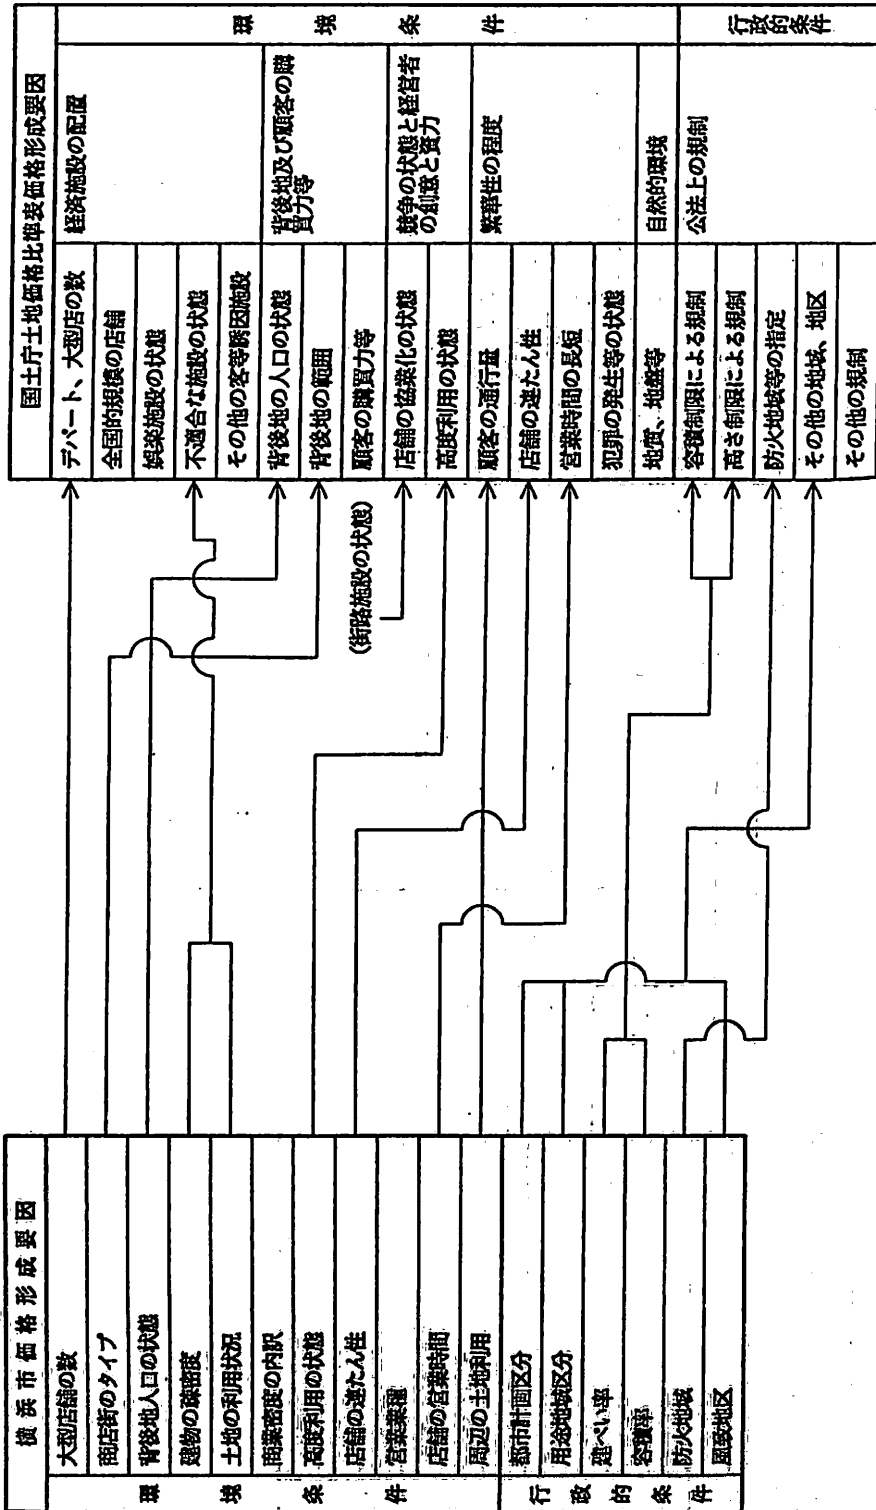 横浜市価格形成要因
環境条件
大型店舗の数
商店街のタイプ
背後地人口の状態
建物の疎密度
土地の利用状況
商業密度の内訳
高度利用の状態
店舗の連たん性
営業業種
店舗の営業時間
周辺の土地利用
行政的条件
都市計画区分
用途地域区分
建ぺい率
容積率
防火地域
風致地区
(街路施設の状態)
国土庁土地価格比準表価格形成要因
デパート、大型店の数
全国的規模の店舗
娯楽施設の状態
不適合な施設の状態
その他の客等誘因施設
背後地の人口の状態
背後地の範囲
顧客の購買力等
店舗の協業化の状態
高度利用の状態
顧客の通行量
店舗の連たん性
営業時間の長短
犯罪の発生等の状態
地質、地盤等
容積制限による規制
高さ制限による規制
防火地域等の指定
その他の地域、地区
その他の規制
経済施設の配置
背後地及び顧客の購
買力等
競争の状態と経営者
の創意と資力
繁華性の程度
自然的環境
公法上の規制
環境条件
行政的条件